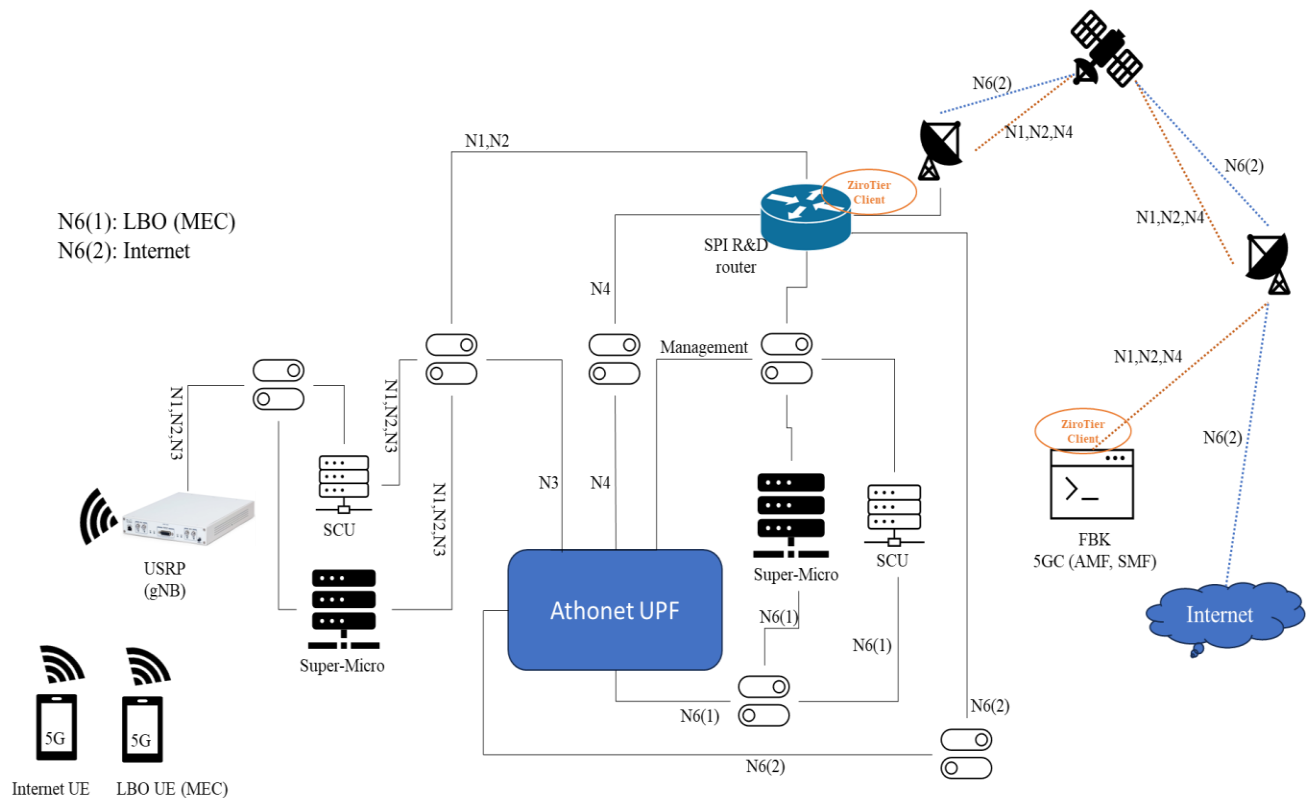 N6(2)
N1,N2,N4
N1,N2
ZiroTier
Client
N6(2)
N1,N2,N4
N6(1): LBO (MEC)
N6(2): Internet
SPI R&D
router
N4
Management
N1,N2,N4
N1,N2,N3
N1,N2,N3
ZiroTier
Client
N6(2)
N3
N4
N1,N2,N3
SCU
USRP
(gNB)
Super-Micro
SCU
FBK
5GC (AMF, SMF)
Athonet UPF
N6(1)
N6(1)
Internet
Super-Micro
N6(1)
N6(2)
5G
5G
N6(2)
Internet UE
LBO UE (MEC)